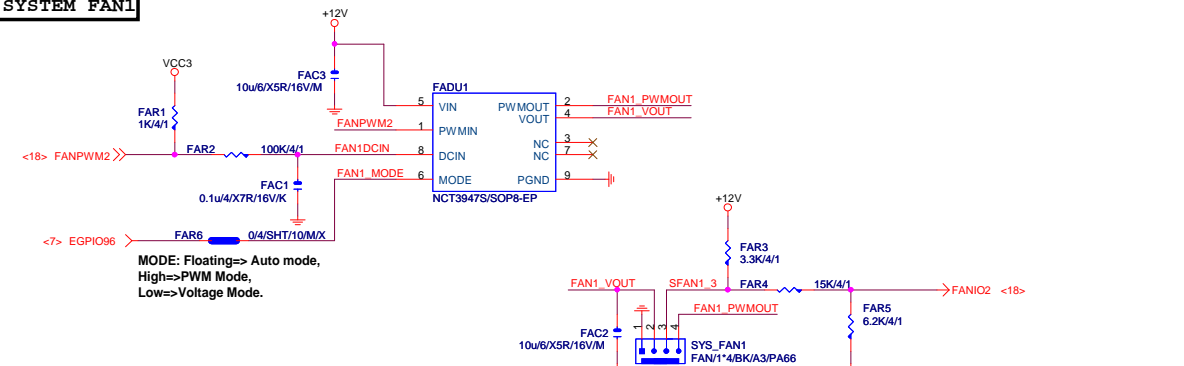 SYSTEM FAN1
+12V
VCC3
FAC3
10u/6/X5R/16V/M
FAR1
1K/4/1
FADU1
5 VIN
PWMOUT 2 FAN1_PWMOUT
VOUT 4 FAN1_VOUT
FANPWM2 1 PWMIN
NC 3
<18> FANPWM2 FAR2 100K/4/1 FAN1DCIN 8 DCIN
NC 7
FAN1_MODE 6 MODE
PGND 9
FAC1
0.1u/4/X7R/16V/K
NCT3947S/SOP8-EP
+12V
<7> EGPIO96 FAR6 0/4/SHT/10/M/X
MODE: Floating=> Auto mode,
High=>PWM Mode,
Low=>Voltage Mode.
FAR3
3.3K/4/1
FAN1_VOUT SFAN1_3 FAR4 15K/4/1 FANIO2 <18>
FAN1_PWMOUT
FAR5
6.2K/4/1
FAC2
10u/6/X5R/16V/M
1 2 3 4
SYS_FAN1
FAN/1*4/BK/A3/PA66